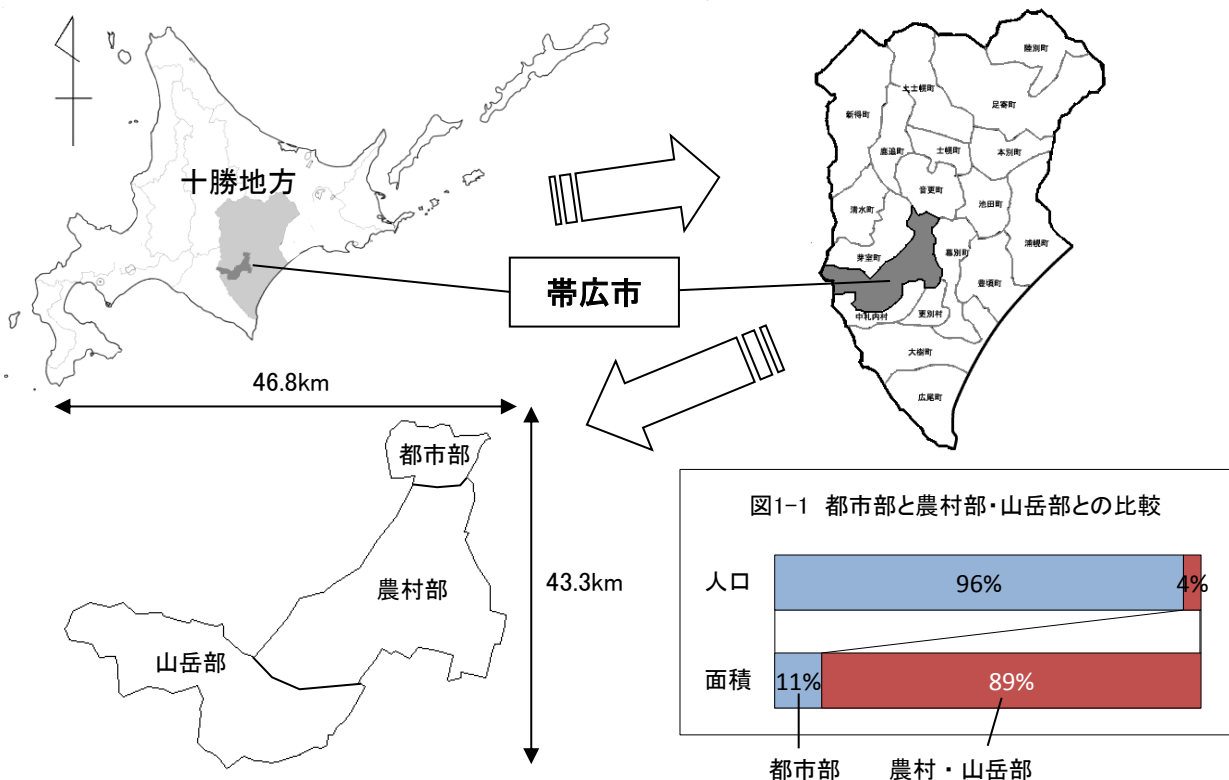 十勝地方
帯広市
陸別町
上士幌町
足寄町
新得町
鹿追町
士幌町
本別町
音更町
池田町
清水町
浦幌町
芽室町
幕別町
豊頃町
中札内村
更別村
大樹町
広尾町
46.8km
都市部
農村部
山岳部
43.3km
図1-1 都市部と農村部・山岳部との比較
人口
96%
4%
面積
11%
89%
都市部
農村・山岳部